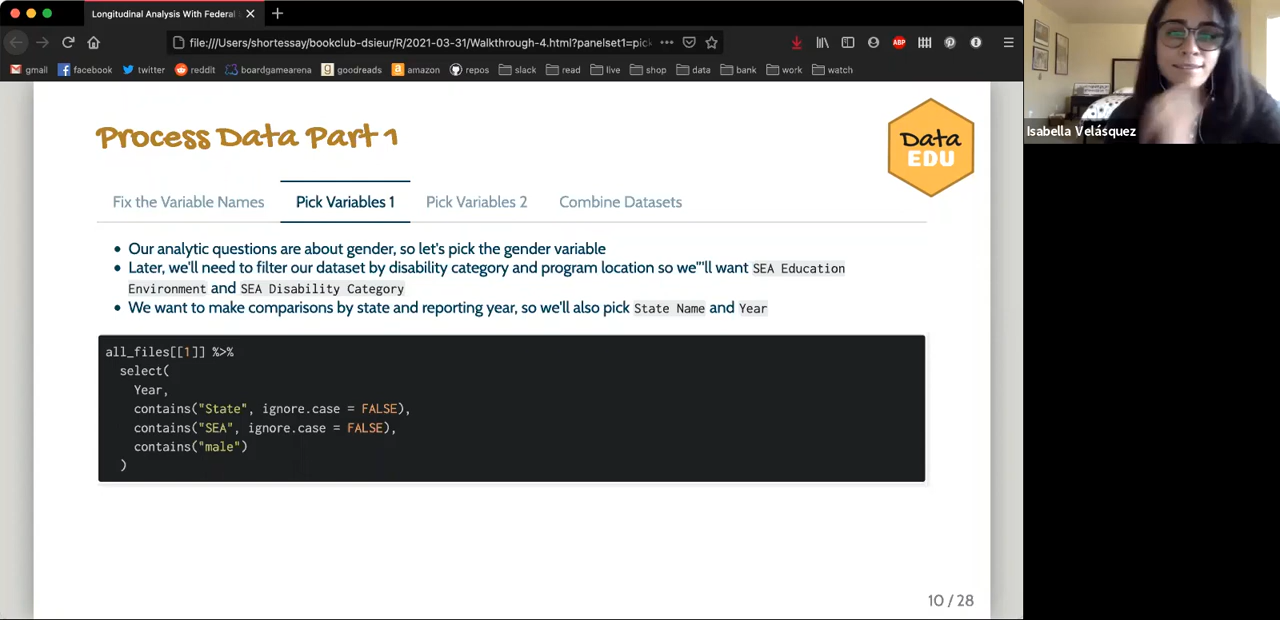 Longitudinal Analysis With Federal
file:///Users/shortessay/bookclub-dsieur/R/2021-03-31/Walkthrough-4.html?panelset1=pick
ABP
gmail facebook twitter reddit boardgamearena goodreads amazon repos slack read live shop data bank work watch
Isabella Velásquez
Process Data Part 1
Data
EDU
Fix the Variable Names Pick Variables 1 Pick Variables 2 Combine Datasets
• Our analytic questions are about gender, so let's pick the gender variable
• Later, we'll need to filter our dataset by disability category and program location so we"'ll want SEA Education
Environment and SEA Disability Category
• We want to make comparisons by state and reporting year, so we'll also pick State Name and Year
all_files[[1]] %>%
select(
Year,
contains("State", ignore.case = FALSE),
contains("SEA", ignore.case = FALSE),
contains("male")
)
10 / 28